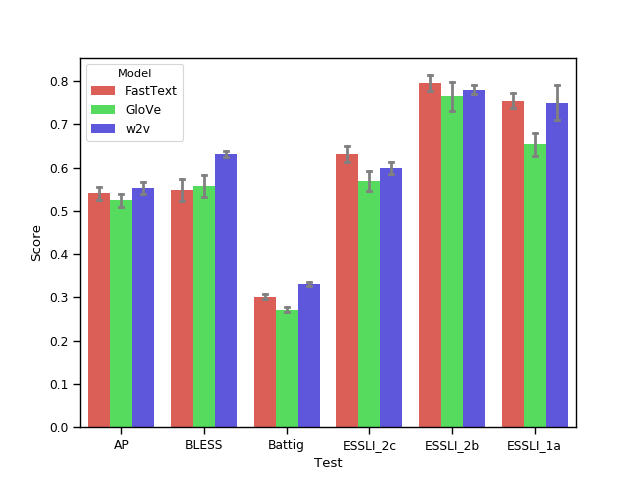 Model
FastText
GloVe
w2v
0.8
0.7
0.6
0.5
0.4
0.3
0.2
0.1
0.0
Score
AP BLESS Battig ESSLI_2c ESSLI_2b ESSLI_1a
Test